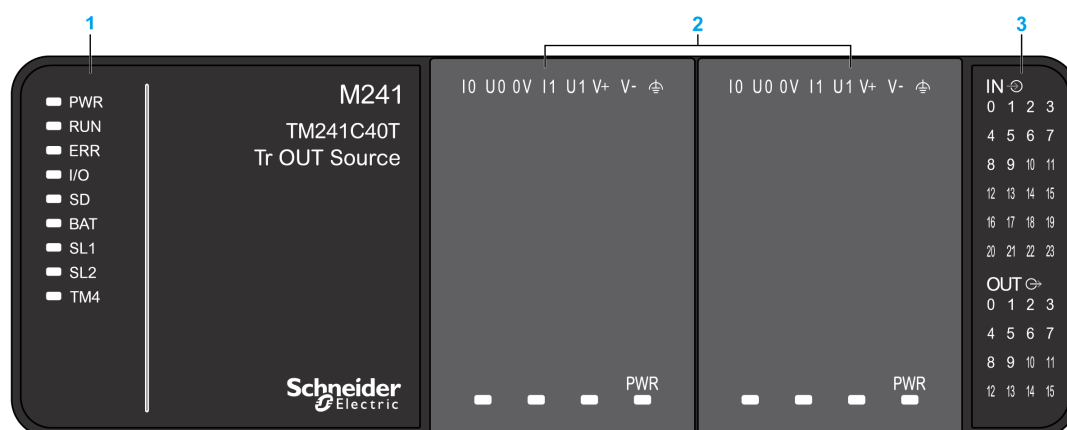 1
2
3
PWR
RUN
ERR
I/O
SD
BAT
SL1
SL2
TM4
M241
TM241C40T
Tr OUT Source
Schneider
Electric
I0 U0 0V I1 U1 V+ V-
PWR
I0 U0 0V I1 U1 V+ V-
PWR
IN
0 1 2 3
4 5 6 7
8 9 10 11
12 13 14 15
16 17 18 19
20 21 22 23
OUT
0 1 2 3
4 5 6 7
8 9 10 11
12 13 14 15